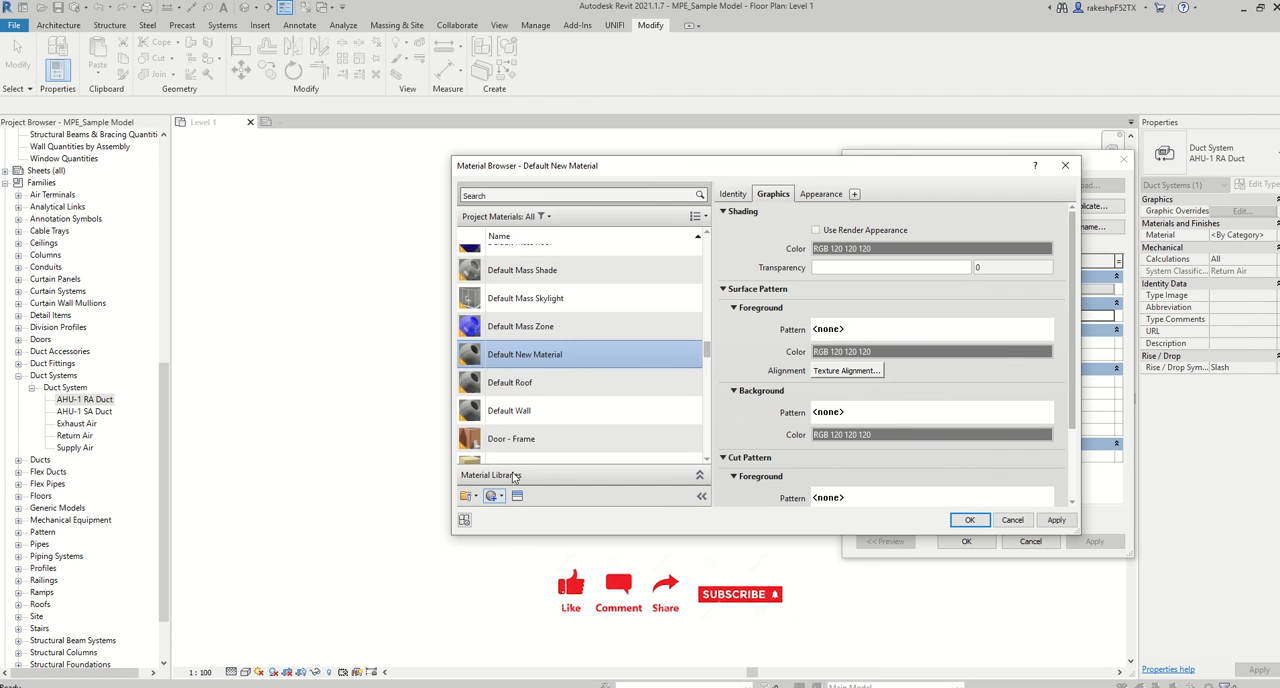 Autodesk Revit 2021.1.7 - MPE_Sample Model - Floor Plan: Level 1
rakeshpF52TX
File Architecture Structure Steel Precast Systems Insert Annotate Analyze Massing & Site Collaborate View Manage Add-Ins UNIFI Modify
Modify
Paste
Cope
Cut
Join
Select Properties Clipboard Geometry Modify View Measure Create
Project Browser - MPE_Sample Model
Structural Beams & Bracing Quantiti
Wall Quantities by Assembly
Window Quantities
Sheets (all)
Families
Air Terminals
Analytical Links
Annotation Symbols
Cable Trays
Ceilings
Columns
Conduits
Curtain Panels
Curtain Systems
Curtain Wall Mullions
Detail Items
Division Profiles
Doors
Duct Accessories
Duct Fittings
Duct Systems
Duct System
AHU-1 RA Duct
AHU-1 SA Duct
Exhaust Air
Return Air
Supply Air
Ducts
Flex Ducts
Flex Pipes
Floors
Generic Models
Mechanical Equipment
Pattern
Pipes
Piping Systems
Profiles
Railings
Ramps
Roofs
Site
Stairs
Structural Beam Systems
Structural Columns
Structural Foundations
Level 1
Material Browser - Default New Material
?
Search
Project Materials: All
Name
Default Mass Shade
Default Mass Skylight
Default Mass Zone
Default New Material
Default Roof
Default Wall
Door - Frame
Material Libraries
Identity Graphics Appearance
Shading
Use Render Appearance
Color RGB 120 120 120
Transparency 0
Surface Pattern
Foreground
Pattern <none>
Color RGB 120 120 120
Alignment Texture Alignment...
Background
Pattern <none>
Color RGB 120 120 120
Cut Pattern
Foreground
Pattern <none>
OK Cancel Apply
<< Preview OK Cancel Apply
Like Comment Share SUBSCRIBE
1 : 100
Properties
Duct System
AHU-1 RA Duct
Duct Systems (1) Edit Type
Graphics
Graphic Overrides Edit...
Materials and Finishes
Material <By Category>
Mechanical
Calculations All
System Classific... Return Air
Identity Data
Type Image
Abbreviation
Type Comments
URL
Description
Rise / Drop
Rise / Drop Sym... Slash
Properties help Apply
Ready
Main Model